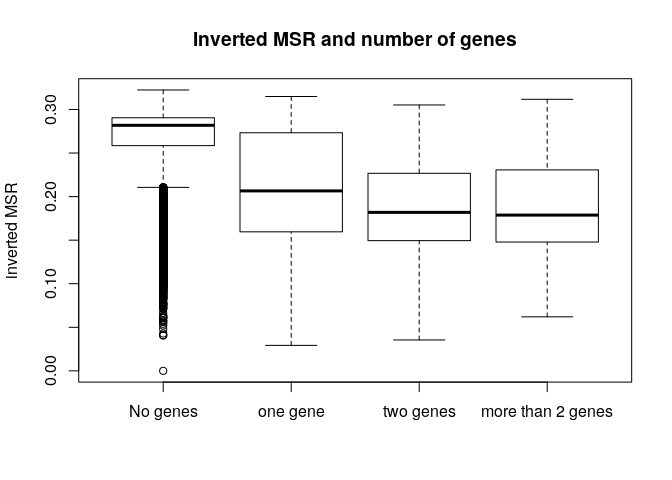 Inverted MSR and number of genes
Inverted MSR
0.30
0.20
0.10
0.00
No genes
one gene
two genes
more than 2 genes